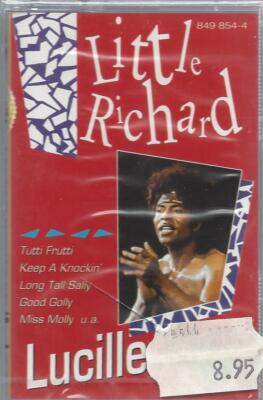 849 854-4
Little
Richard
Tutti Frutti
Keep A Knockin'
Long Tall Sally
Good Golly
Miss Molly u.a.
Lucille
8.95